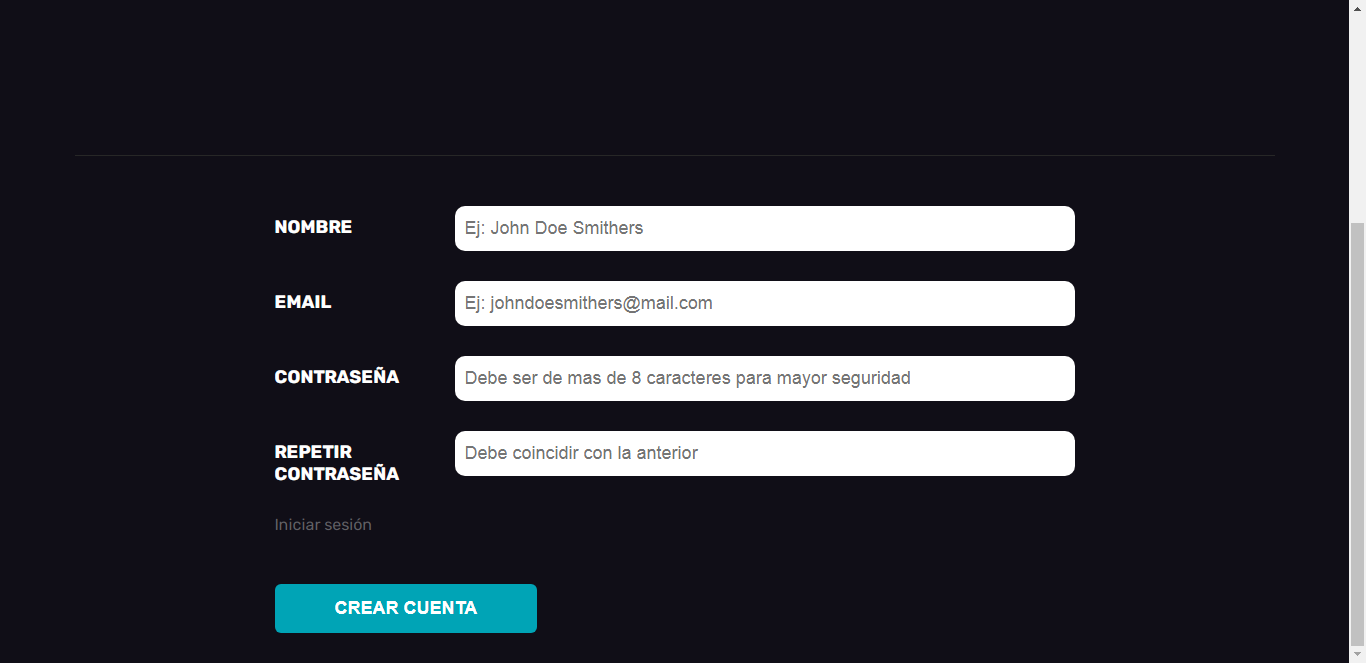 NOMBRE
Ej: John Doe Smithers
EMAIL
Ej: johndoesmithers@mail.com
CONTRASEÑA
Debe ser de mas de 8 caracteres para mayor seguridad
REPETIR
CONTRASEÑA
Debe coincidir con la anterior
Iniciar sesión
CREAR CUENTA